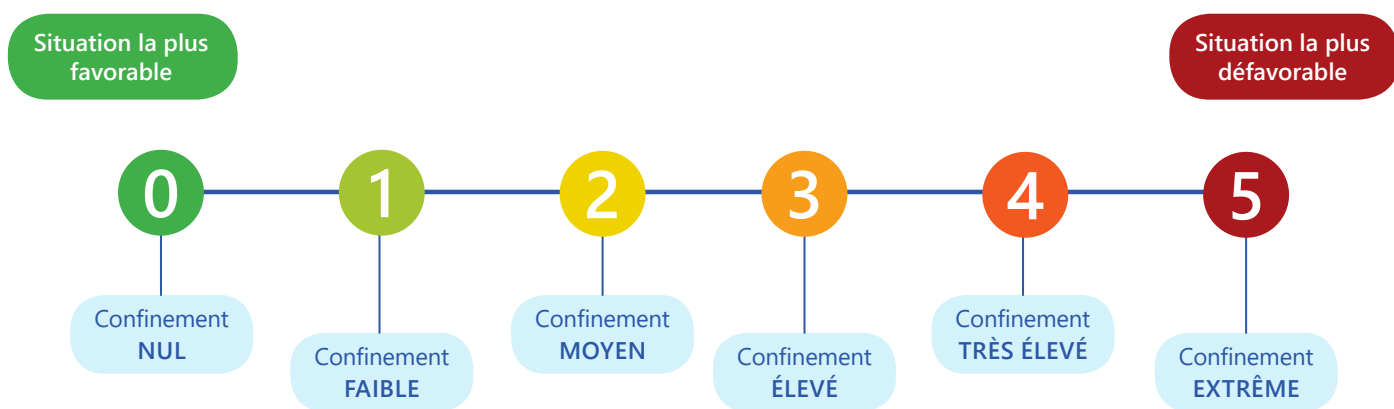 Situation la plus
favorable
Situation la plus
défavorable
0
1
2
3
4
5
Confinement
NUL
Confinement
FAIBLE
Confinement
MOYEN
Confinement
ÉLEVÉ
Confinement
TRÈS ÉLEVÉ
Confinement
EXTRÊME